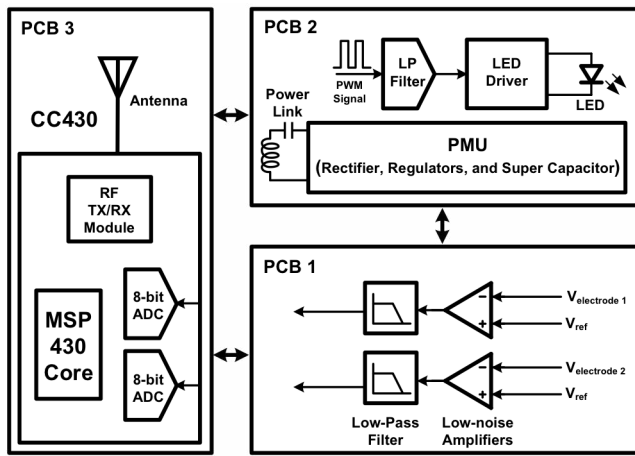 PCB 3
Antenna
CC430
RF
TX/RX
Module
MSP
430
Core
8-bit
ADC
8-bit
ADC
PCB 2
PWM
Signal
LP
Filter
LED
Driver
LED
Power
Link
PMU
(Rectifier, Regulators, and Super Capacitor)
PCB 1
Velectrode 1
Vref
Velectrode 2
Vref
Low-Pass
Filter
Low-noise
Amplifiers